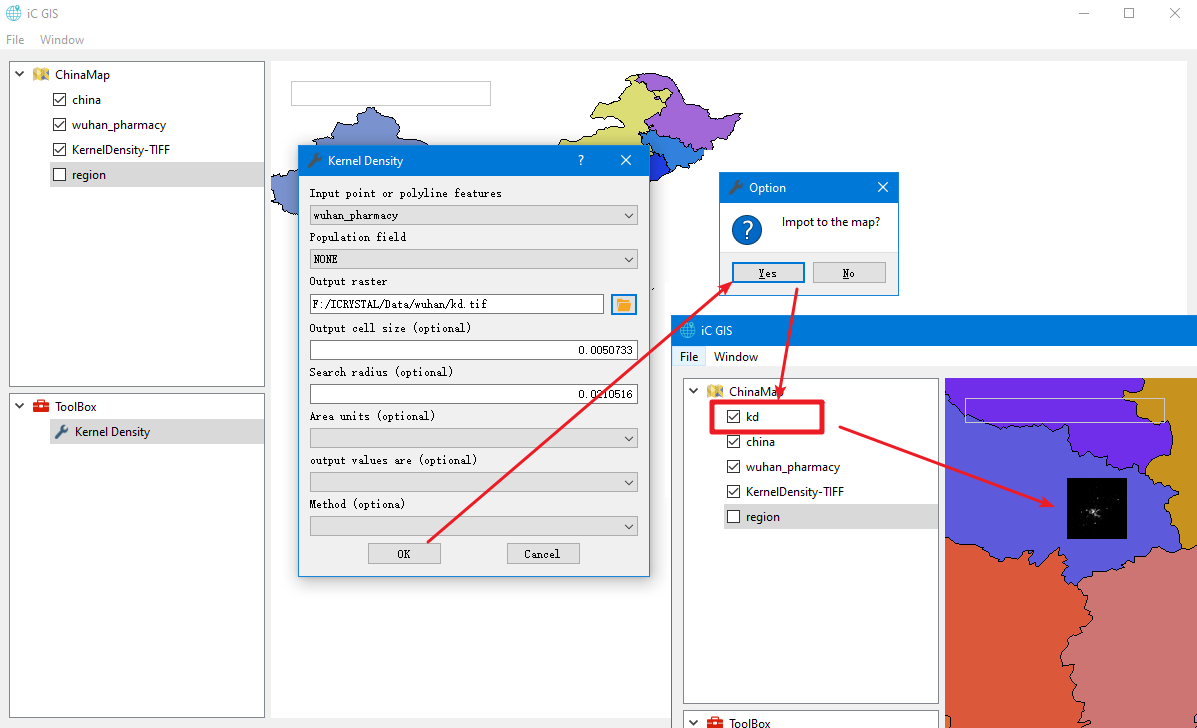 iC GIS
File Window
ChinaMap
china
wuhan_pharmacy
KernelDensity-TIFF
region
ToolBox
Kernel Density
Kernel Density
?
Input point or polyline features
wuhan_pharmacy
Population field
NONE
Output raster
F:/ICRYSTAL/Data/wuhan/kd.tif
Output cell size (optional)
0.0050733
Search radius (optional)
0.0210516
Area units (optional)
output values are (optional)
Method (optiona)
OK Cancel
Option
Impot to the map?
Yes No
iC GIS
File Window
ChinaMap
kd
china
wuhan_pharmacy
KernelDensity-TIFF
region
ToolBox